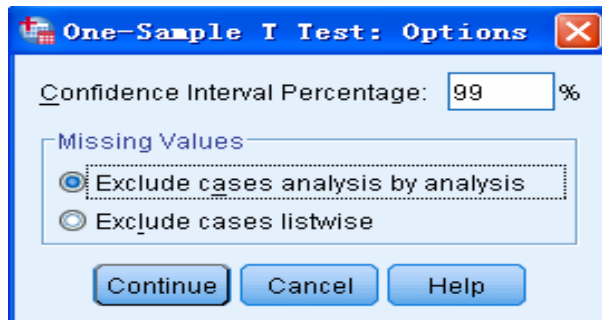 One-Sample T Test: Options
Confidence Interval Percentage: 99 %
Missing Values
Exclude cases analysis by analysis
Exclude cases listwise
Continue Cancel Help